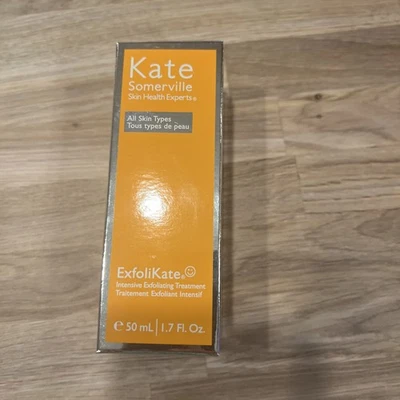 Kate
Somerville
Skin Health Experts®
All Skin Types
Tous types de peau
ExfoliKate®
Intensive Exfoliating Treatment
Traitement Exfoliant Intensif
℮ 50 mL | 1.7 Fl. Oz.